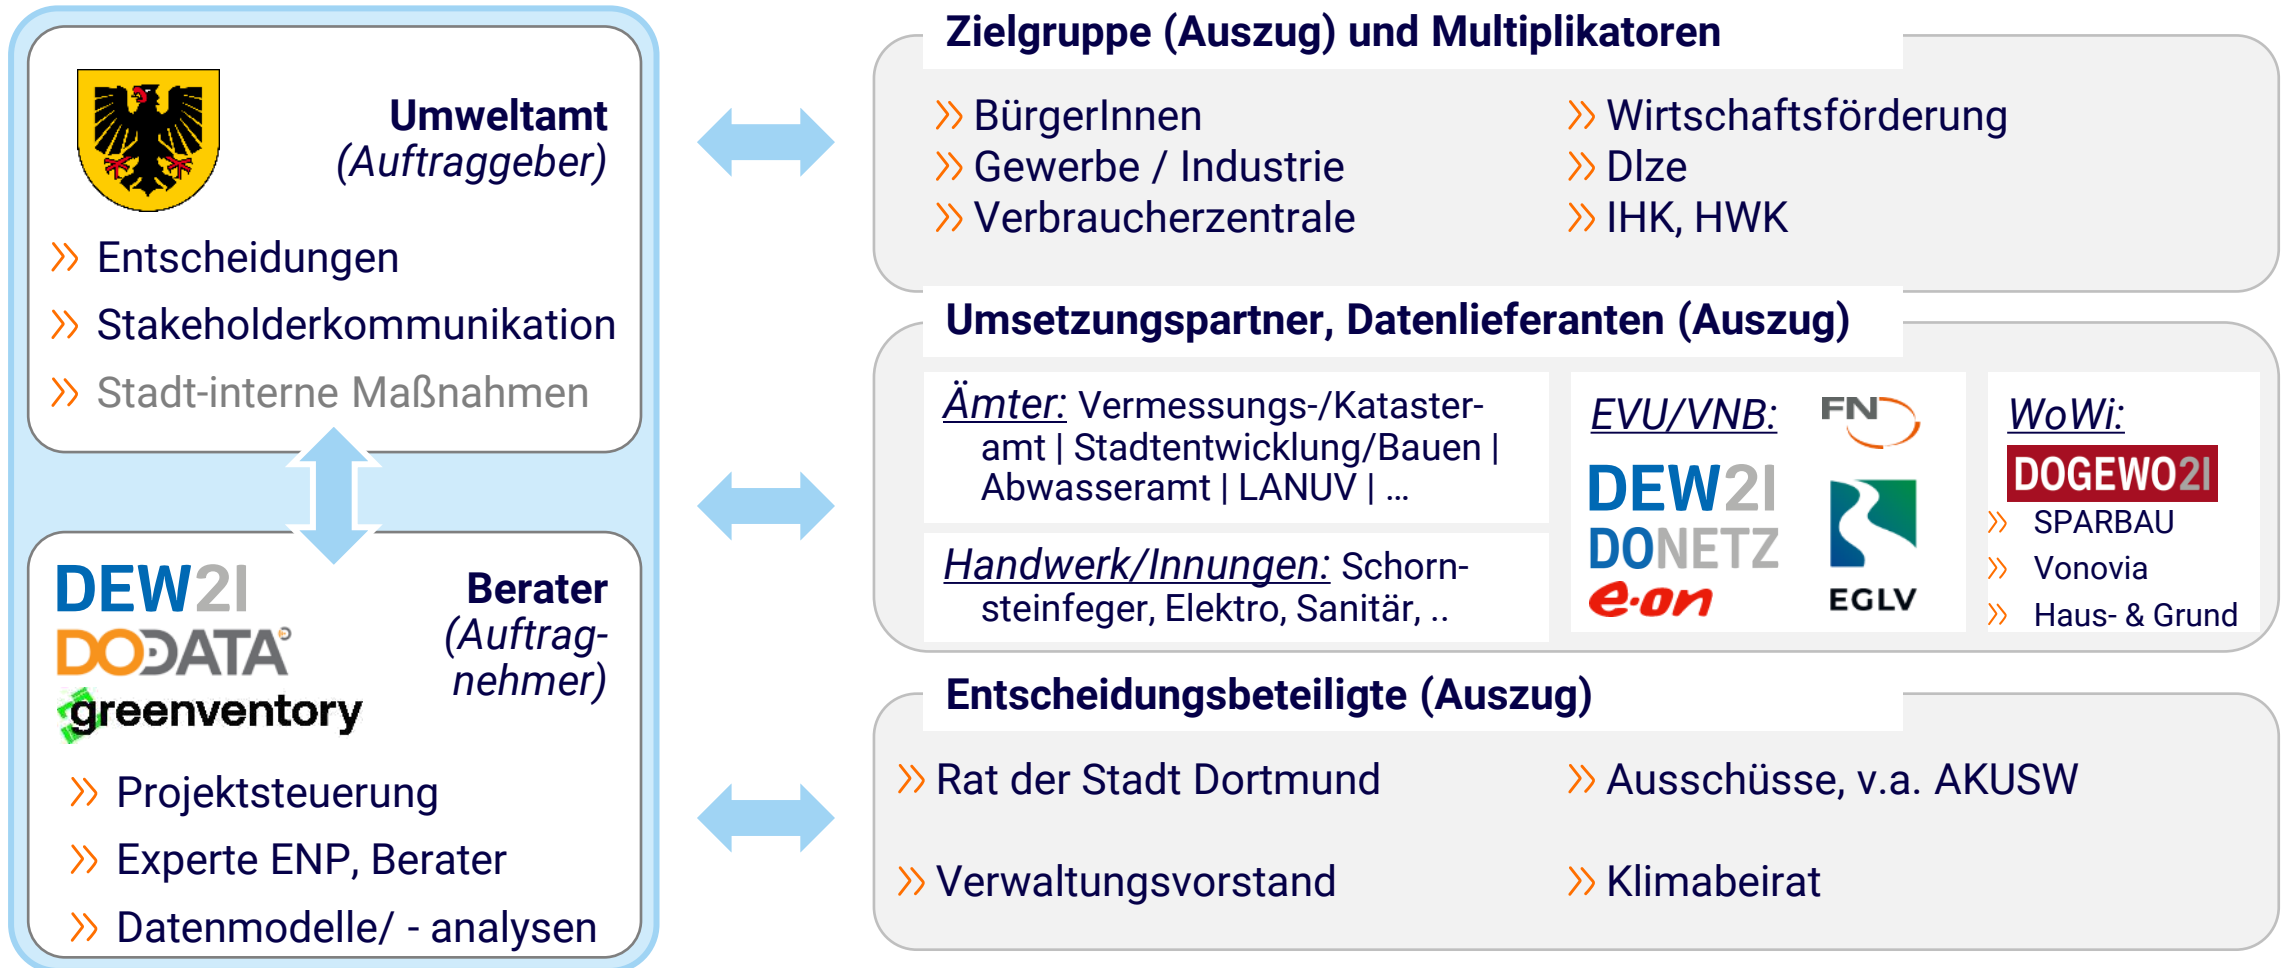 Umweltamt
(Auftraggeber)
Entscheidungen
Stakeholderkommunikation
Stadt-interne Maßnahmen
DEW21
DODATA
greenventory
Berater
(Auftrag-
nehmer)
Projektsteuerung
Experte ENP, Berater
Datenmodelle/ - analysen
Zielgruppe (Auszug) und Multiplikatoren
BürgerInnen
Gewerbe / Industrie
Verbraucherzentrale
Wirtschaftsförderung
Dlze
IHK, HWK
Umsetzungspartner, Datenlieferanten (Auszug)
Ämter: Vermessungs-/Kataster-
amt | Stadtentwicklung/Bauen |
Abwasseramt | LANUV | ...
Handwerk/Innungen: Schorn-
steinfeger, Elektro, Sanitär, ..
EVU/VNB:
FN
DEW21
DONETZ
e·on
EGLV
WoWi:
DOGEWO21
SPARBAU
Vonovia
Haus- & Grund
Entscheidungsbeteiligte (Auszug)
Rat der Stadt Dortmund
Verwaltungsvorstand
Ausschüsse, v.a. AKUSW
Klimabeirat